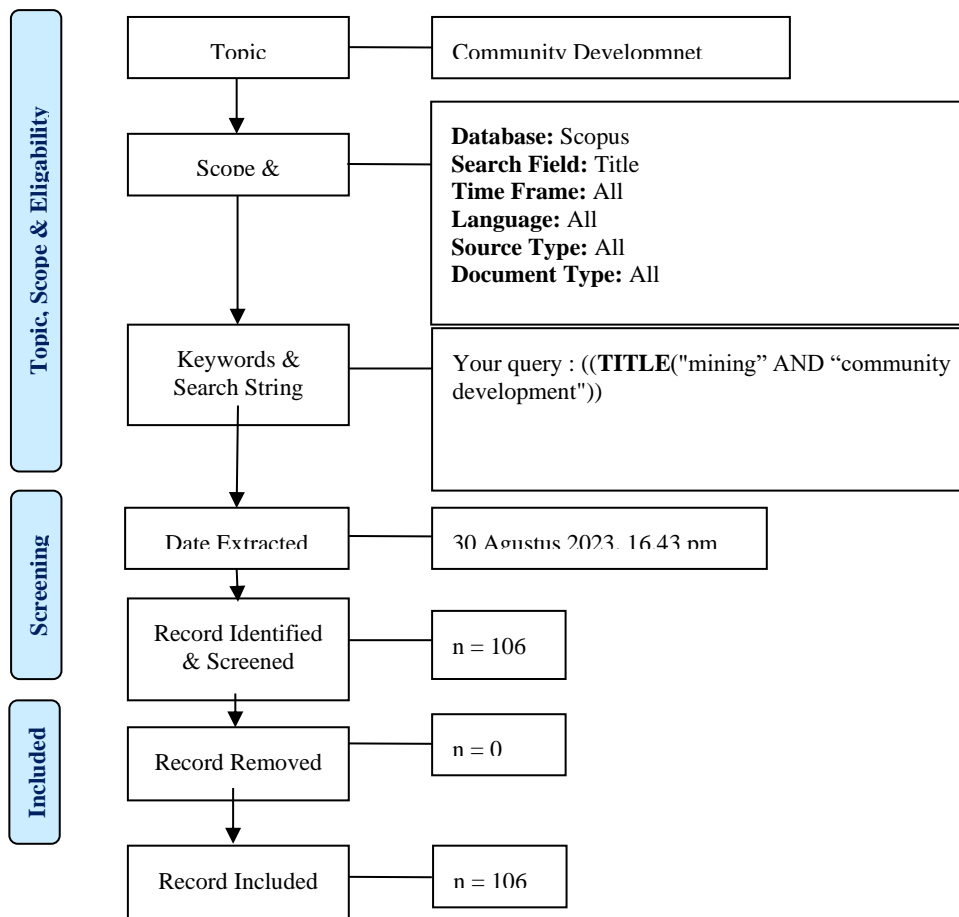 Topic, Scope & Eligability
Topic
Community Developmnet
Scope &
Database: Scopus
Search Field: Title
Time Frame: All
Language: All
Source Type: All
Document Type: All
Keywords &
Search String
Your query : ((TITLE("mining” AND “community
development"))
Screening
Date Extracted
30 Agustus 2023, 16.43 pm
Record Identified
& Screened
n = 106
Included
Record Removed
n = 0
Record Included
n = 106